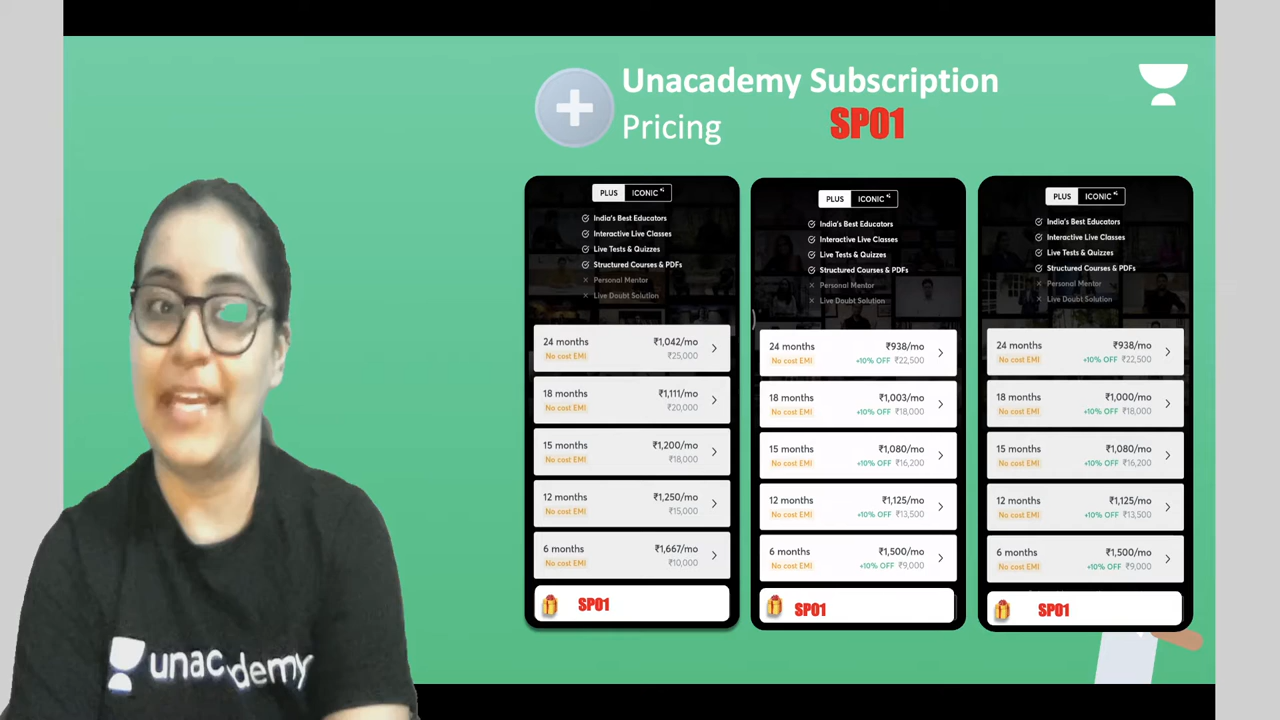 Unacademy Subscription
Pricing
SP01
PLUS ICONIC
India's Best Educators
Interactive Live Classes
Live Tests & Quizzes
Structured Courses & PDFs
Personal Mentor
Live Doubt Solution
24 months ₹1,042/mo
No cost EMI ₹25,000
18 months ₹1,111/mo
No cost EMI ₹20,000
15 months ₹1,200/mo
No cost EMI ₹18,000
12 months ₹1,250/mo
No cost EMI ₹15,000
6 months ₹1,667/mo
No cost EMI ₹10,000
SP01
PLUS ICONIC
India's Best Educators
Interactive Live Classes
Live Tests & Quizzes
Structured Courses & PDFs
Personal Mentor
Live Doubt Solution
24 months ₹938/mo
No cost EMI +10% OFF ₹22,500
18 months ₹1,003/mo
No cost EMI +10% OFF ₹18,000
15 months ₹1,080/mo
No cost EMI +10% OFF ₹16,200
12 months ₹1,125/mo
No cost EMI +10% OFF ₹13,500
6 months ₹1,500/mo
No cost EMI +10% OFF ₹9,000
SP01
PLUS ICONIC
India's Best Educators
Interactive Live Classes
Live Tests & Quizzes
Structured Courses & PDFs
Personal Mentor
Live Doubt Solution
24 months ₹938/mo
No cost EMI +10% OFF ₹22,500
18 months ₹1,000/mo
No cost EMI +10% OFF ₹18,000
15 months ₹1,080/mo
No cost EMI +10% OFF ₹16,200
12 months ₹1,125/mo
No cost EMI +10% OFF ₹13,500
6 months ₹1,500/mo
No cost EMI +10% OFF ₹9,000
SP01
unacademy